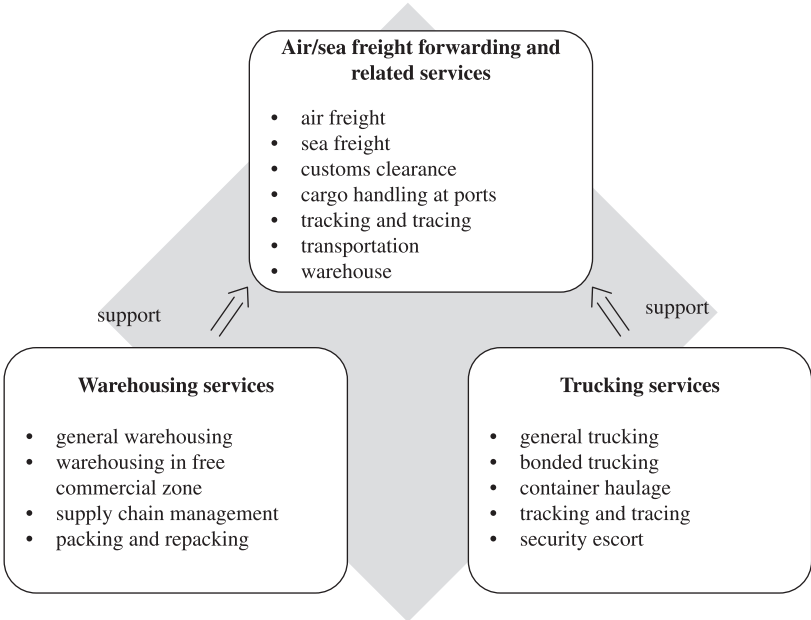 Air/sea freight forwarding and
related services
• air freight
• sea freight
• customs clearance
• cargo handling at ports
• tracking and tracing
• transportation
• warehouse
support
support
Warehousing services
• general warehousing
• warehousing in free
commercial zone
• supply chain management
• packing and repacking
Trucking services
• general trucking
• bonded trucking
• container haulage
• tracking and tracing
• security escort